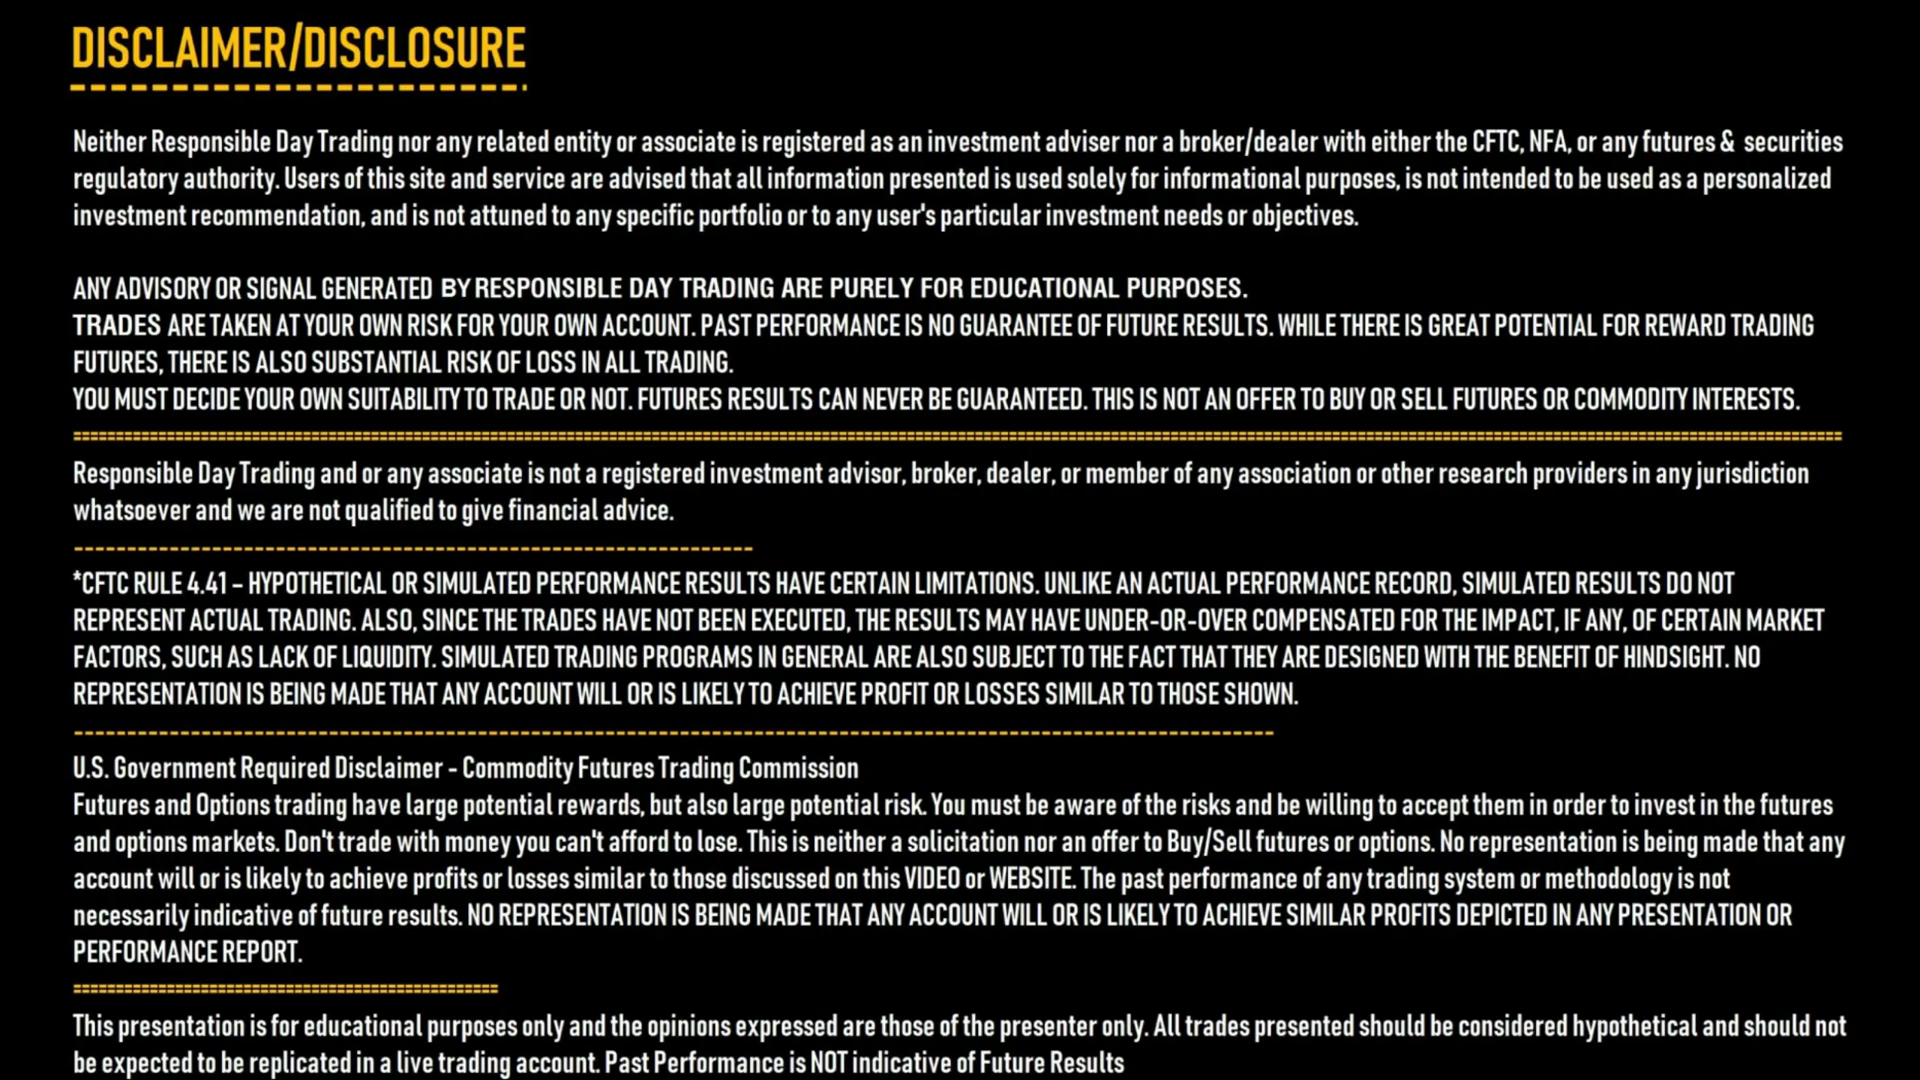 DISCLAIMER/DISCLOSURE
Neither Responsible Day Trading nor any related entity or associate is registered as an investment adviser nor a broker/dealer with either the CFTC, NFA, or any futures & securities
regulatory authority. Users of this site and service are advised that all information presented is used solely for informational purposes, is not intended to be used as a personalized
investment recommendation, and is not attuned to any specific portfolio or to any user's particular investment needs or objectives.
ANY ADVISORY OR SIGNAL GENERATED BY RESPONSIBLE DAY TRADING ARE PURELY FOR EDUCATIONAL PURPOSES.
TRADES ARE TAKEN AT YOUR OWN RISK FOR YOUR OWN ACCOUNT. PAST PERFORMANCE IS NO GUARANTEE OF FUTURE RESULTS. WHILE THERE IS GREAT POTENTIAL FOR REWARD TRADING
FUTURES, THERE IS ALSO SUBSTANTIAL RISK OF LOSS IN ALL TRADING.
YOU MUST DECIDE YOUR OWN SUITABILITY TO TRADE OR NOT. FUTURES RESULTS CAN NEVER BE GUARANTEED. THIS IS NOT AN OFFER TO BUY OR SELL FUTURES OR COMMODITY INTERESTS.
Responsible Day Trading and or any associate is not a registered investment advisor, broker, dealer, or member of any association or other research providers in any jurisdiction
whatsoever and we are not qualified to give financial advice.
*CFTC RULE 4.41 – HYPOTHETICAL OR SIMULATED PERFORMANCE RESULTS HAVE CERTAIN LIMITATIONS. UNLIKE AN ACTUAL PERFORMANCE RECORD, SIMULATED RESULTS DO NOT
REPRESENT ACTUAL TRADING. ALSO, SINCE THE TRADES HAVE NOT BEEN EXECUTED, THE RESULTS MAY HAVE UNDER-OR-OVER COMPENSATED FOR THE IMPACT, IF ANY, OF CERTAIN MARKET
FACTORS, SUCH AS LACK OF LIQUIDITY. SIMULATED TRADING PROGRAMS IN GENERAL ARE ALSO SUBJECT TO THE FACT THAT THEY ARE DESIGNED WITH THE BENEFIT OF HINDSIGHT. NO
REPRESENTATION IS BEING MADE THAT ANY ACCOUNT WILL OR IS LIKELY TO ACHIEVE PROFIT OR LOSSES SIMILAR TO THOSE SHOWN.
U.S. Government Required Disclaimer - Commodity Futures Trading Commission
Futures and Options trading have large potential rewards, but also large potential risk. You must be aware of the risks and be willing to accept them in order to invest in the futures
and options markets. Don't trade with money you can't afford to lose. This is neither a solicitation nor an offer to Buy/Sell futures or options. No representation is being made that any
account will or is likely to achieve profits or losses similar to those discussed on this VIDEO or WEBSITE. The past performance of any trading system or methodology is not
necessarily indicative of future results. NO REPRESENTATION IS BEING MADE THAT ANY ACCOUNT WILL OR IS LIKELY TO ACHIEVE SIMILAR PROFITS DEPICTED IN ANY PRESENTATION OR
PERFORMANCE REPORT.
This presentation is for educational purposes only and the opinions expressed are those of the presenter only. All trades presented should be considered hypothetical and should not
be expected to be replicated in a live trading account. Past Performance is NOT indicative of Future Results